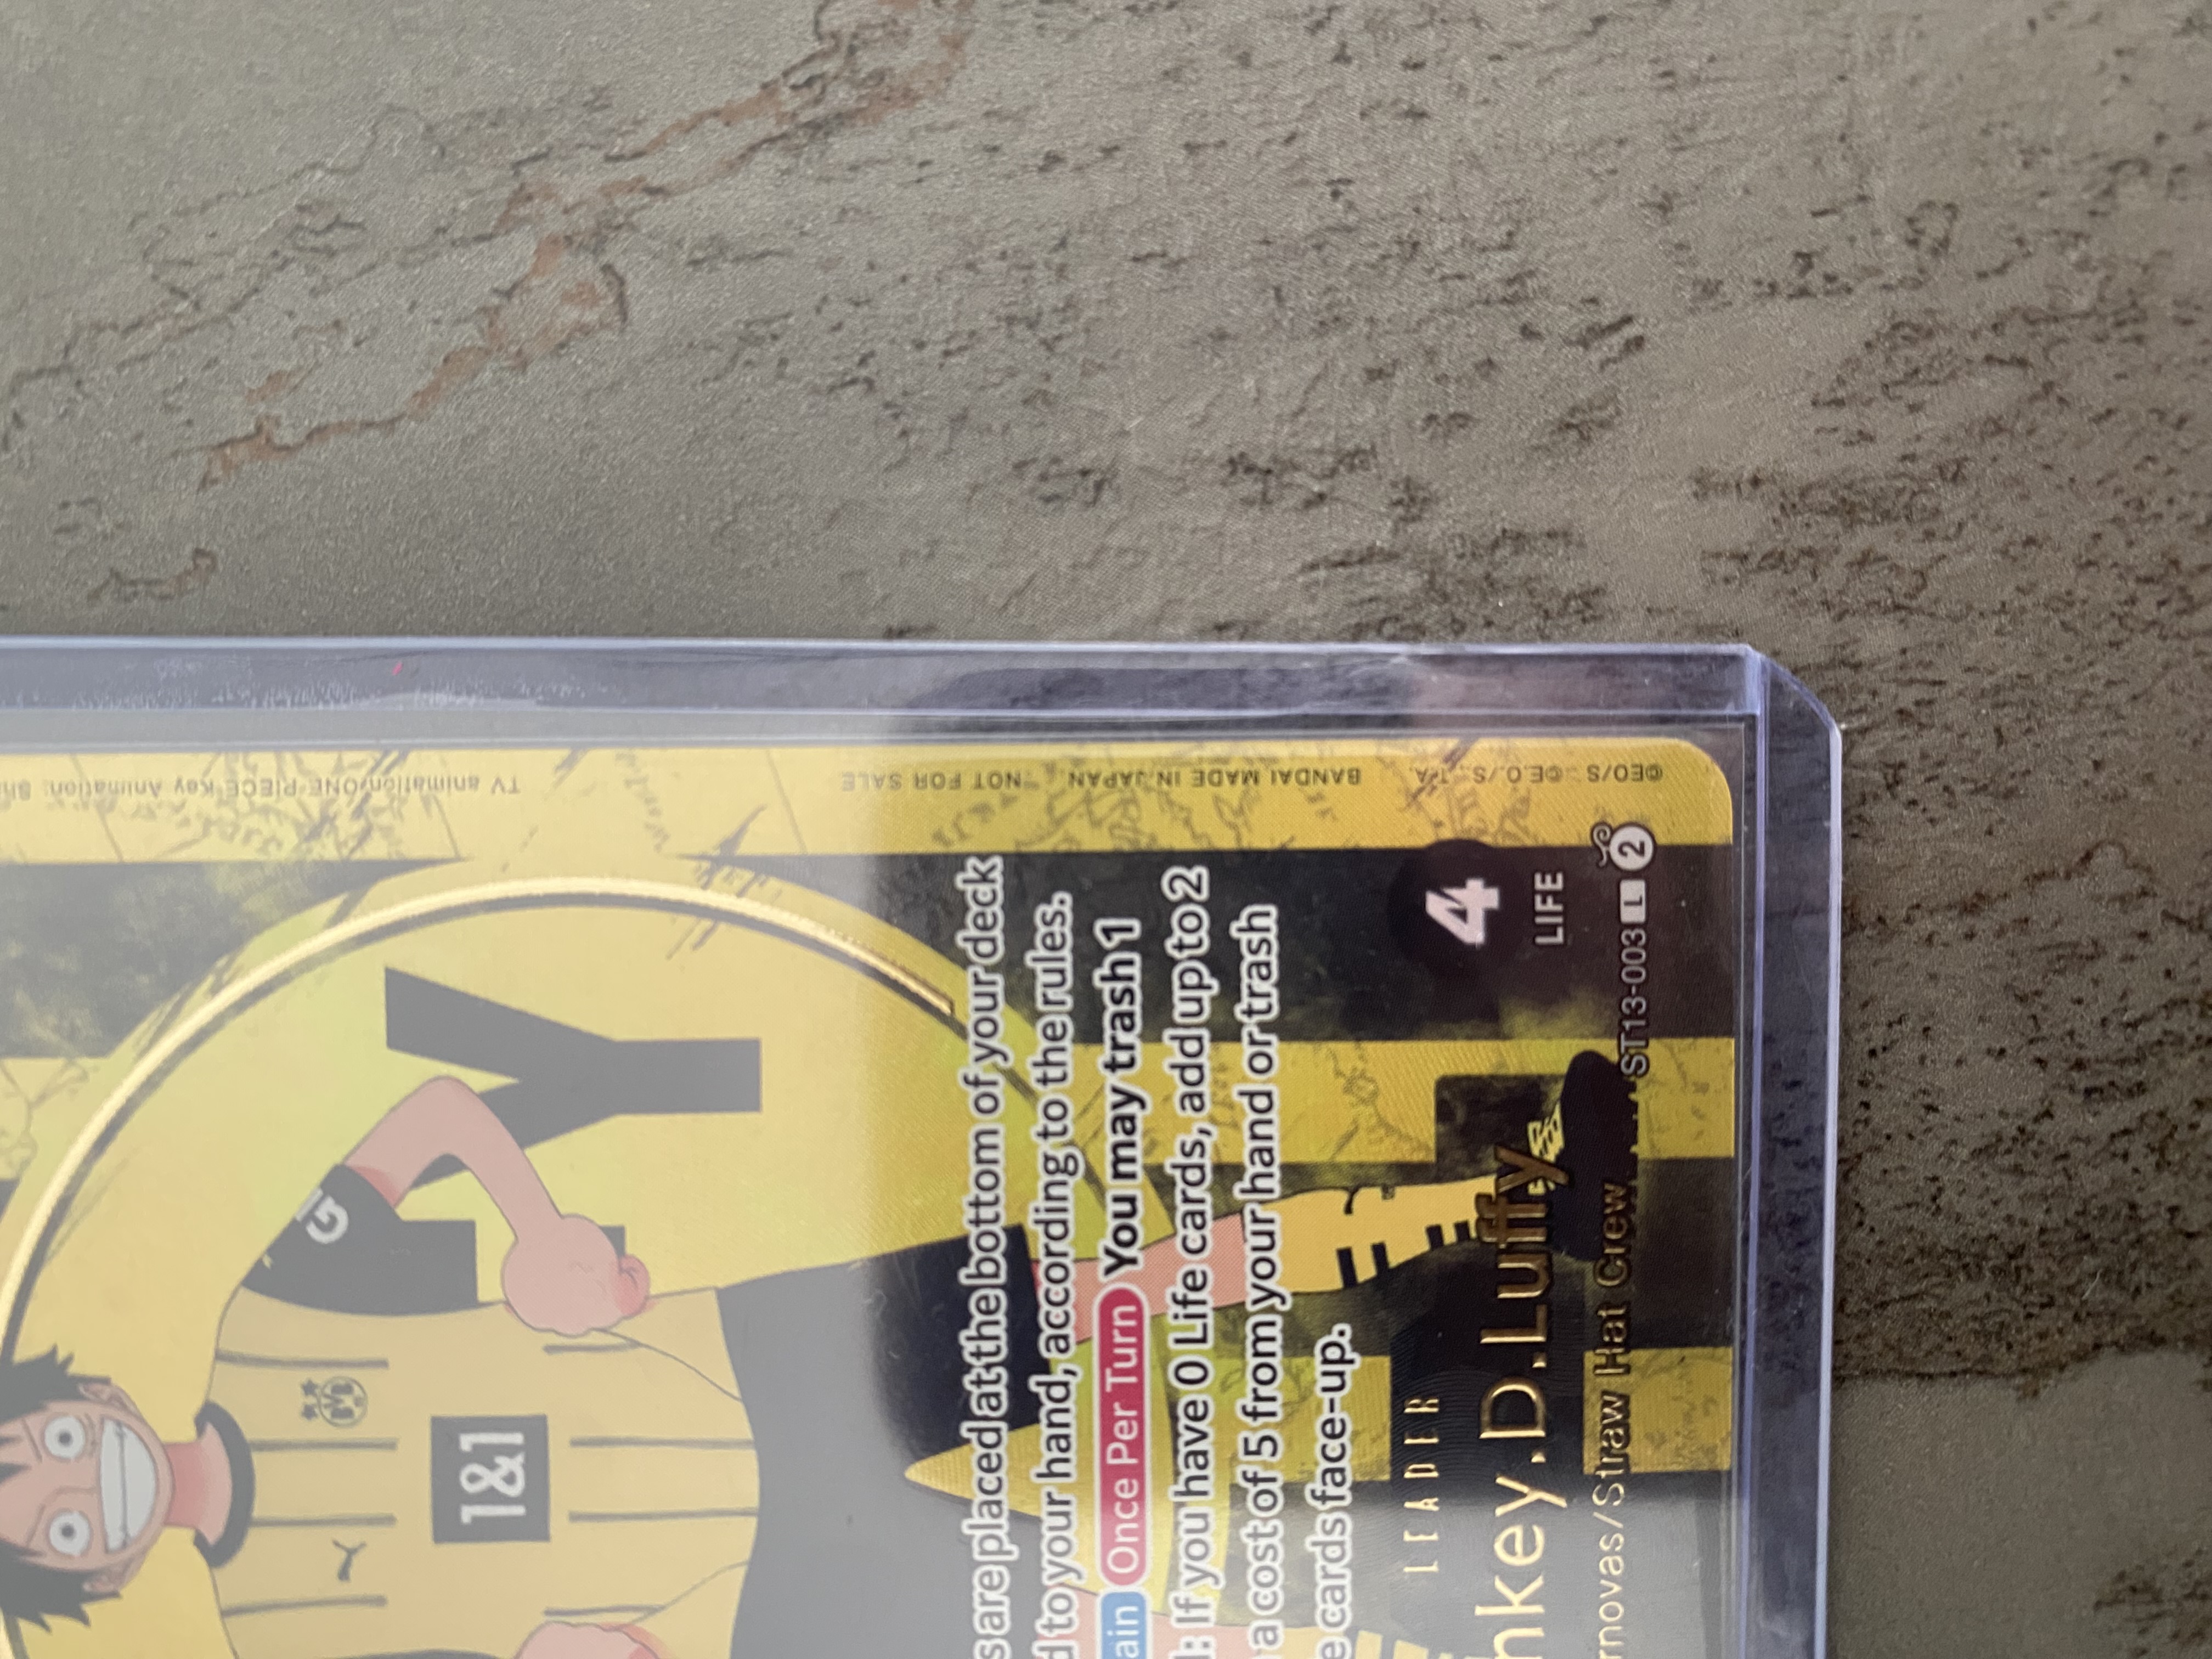 1&1
BVB
09
s are placed at the bottom of your deck
d to your hand, according to the rules.
ain Once Per Turn You may trash 1
: If you have 0 Life cards, add up to 2
a cost of 5 from your hand or trash
e cards face-up.
4
LIFE
LEADER
nkey.D.Luffy
rnovas/Straw Hat Crew
ST13-003 L 2
TV animation/ONE PIECE Key Animation: Sh
NOT FOR SALE
BANDAI MADE IN JAPAN
©E.O./S., T.A.
©EO/S